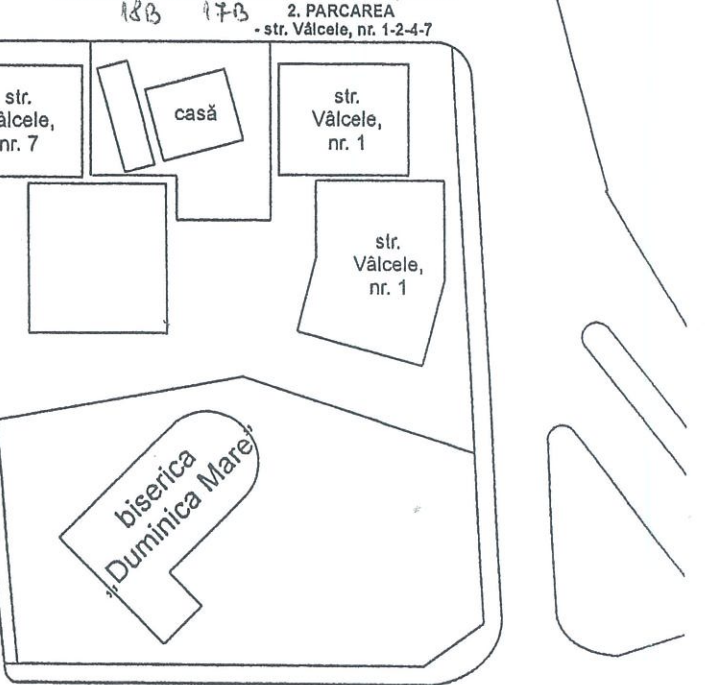 18B 17B
2. PARCAREA
- str. Vâlcele, nr. 1-2-4-7
str.
âlcele,
nr. 7
casă
str.
Vâlcele,
nr. 1
str.
Vâlcele,
nr. 1
biserica
„Duminica Mare”